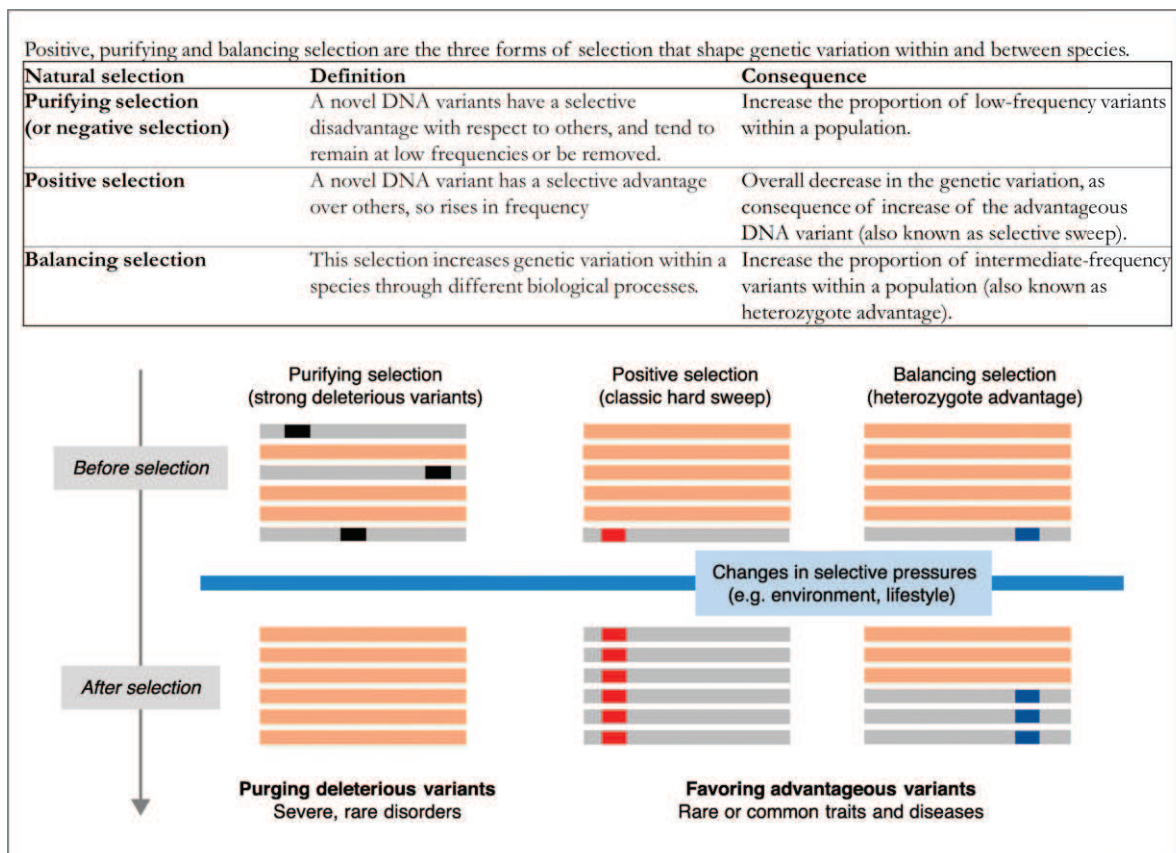 Positive, purifying and balancing selection are the three forms of selection that shape genetic variation within and between species.
Natural selection Definition Consequence
Purifying selection
(or negative selection)
A novel DNA variants have a selective
disadvantage with respect to others, and tend to
remain at low frequencies or be removed.
Increase the proportion of low-frequency variants
within a population.
Positive selection
A novel DNA variant has a selective advantage
over others, so rises in frequency
Overall decrease in the genetic variation, as
consequence of increase of the advantageous
DNA variant (also known as selective sweep).
Balancing selection
This selection increases genetic variation within a
species through different biological processes.
Increase the proportion of intermediate-frequency
variants within a population (also known as
heterozygote advantage).
Purifying selection
(strong deleterious variants)
Positive selection
(classic hard sweep)
Balancing selection
(heterozygote advantage)
Before selection
Changes in selective pressures
(e.g. environment, lifestyle)
After selection
Purging deleterious variants
Severe, rare disorders
Favoring advantageous variants
Rare or common traits and diseases